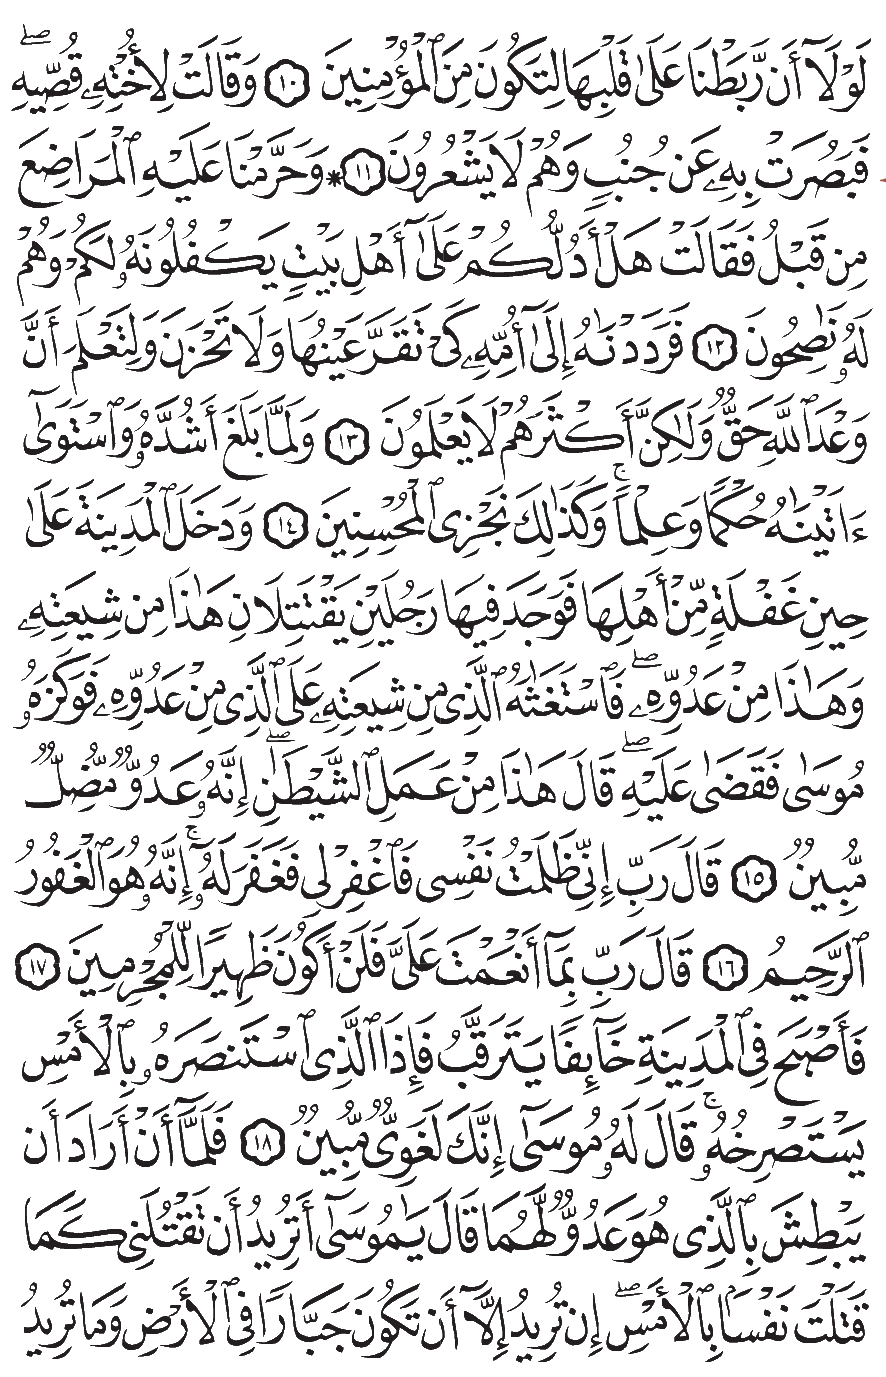 لَوۡلَآ أَن رَّبَطۡنَا عَلَىٰ قَلۡبِهَا لِتَكُونَ مِنَ ٱلۡمُؤۡمِنِينَ ١٠ وَقَالَتۡ لِأُخۡتِهِۦ قُصِّيهِۖ
فَبَصُرَتۡ بِهِۦ عَن جُنُبٖ وَهُمۡ لَا يَشۡعُرُونَ ١١ * وَحَرَّمۡنَا عَلَيۡهِ ٱلۡمَرَاضِعَ
مِن قَبۡلُ فَقَالَتۡ هَلۡ أَدُلُّكُمۡ عَلَىٰٓ أَهۡلِ بَيۡتٖ يَكۡفُلُونَهُۥ لَكُمۡ وَهُمۡ
لَهُۥ نَٰصِحُونَ ١٢ فَرَدَدۡنَٰهُ إِلَىٰٓ أُمِّهِۦ كَيۡ تَقَرَّ عَيۡنُهَا وَلَا تَحۡزَنَ وَلِتَعۡلَمَ أَنَّ
وَعۡدَ ٱللَّهِ حَقّٞ وَلَٰكِنَّ أَكۡثَرَهُمۡ لَا يَعۡلَمُونَ ١٣ وَلَمَّا بَلَغَ أَشُدَّهُۥ وَٱسۡتَوَىٰٓ
ءَاتَيۡنَٰهُ حُكۡمٗا وَعِلۡمٗاۚ وَكَذَٰلِكَ نَجۡزِي ٱلۡمُحۡسِنِينَ ١٤ وَدَخَلَ ٱلۡمَدِينَةَ عَلَىٰ
حِينِ غَفۡلَةٖ مِّنۡ أَهۡلِهَا فَوَجَدَ فِيهَا رَجُلَيۡنِ يَقۡتَتِلَانِ هَٰذَا مِن شِيعَتِهِۦ
وَهَٰذَا مِنۡ عَدُوِّهِۦۖ فَٱسۡتَغَٰثَهُ ٱلَّذِي مِن شِيعَتِهِۦ عَلَى ٱلَّذِي مِنۡ عَدُوِّهِۦ فَوَكَزَهُۥ
مُوسَىٰ فَقَضَىٰ عَلَيۡهِۖ قَالَ هَٰذَا مِنۡ عَمَلِ ٱلشَّيۡطَٰنِۖ إِنَّهُۥ عَدُوّٞ مُّضِلّٞ
مُّبِينٞ ١٥ قَالَ رَبِّ إِنِّي ظَلَمۡتُ نَفۡسِي فَٱغۡفِرۡ لِي فَغَفَرَ لَهُۥٓۚ إِنَّهُۥ هُوَ ٱلۡغَفُورُ
ٱلرَّحِيمُ ١٦ قَالَ رَبِّ بِمَآ أَنۡعَمۡتَ عَلَيَّ فَلَنۡ أَكُونَ ظَهِيرٗا لِّلۡمُجۡرِمِينَ ١٧
فَأَصۡبَحَ فِي ٱلۡمَدِينَةِ خَآئِفٗا يَتَرَقَّبُ فَإِذَا ٱلَّذِي ٱسۡتَنصَرَهُۥ بِٱلۡأَمۡسِ
يَسۡتَصۡرِخُهُۥۚ قَالَ لَهُۥ مُوسَىٰٓ إِنَّكَ لَغَوِيّٞ مُّبِينٞ ١٨ فَلَمَّآ أَنۡ أَرَادَ أَن
يَبۡطِشَ بِٱلَّذِي هُوَ عَدُوّٞ لَّهُمَا قَالَ يَٰمُوسَىٰٓ أَتُرِيدُ أَن تَقۡتُلَنِي كَمَا
قَتَلۡتَ نَفۡسَۢا بِٱلۡأَمۡسِۖ إِن تُرِيدُ إِلَّآ أَن تَكُونَ جَبَّارٗا فِي ٱلۡأَرۡضِ وَمَا تُرِيدُ